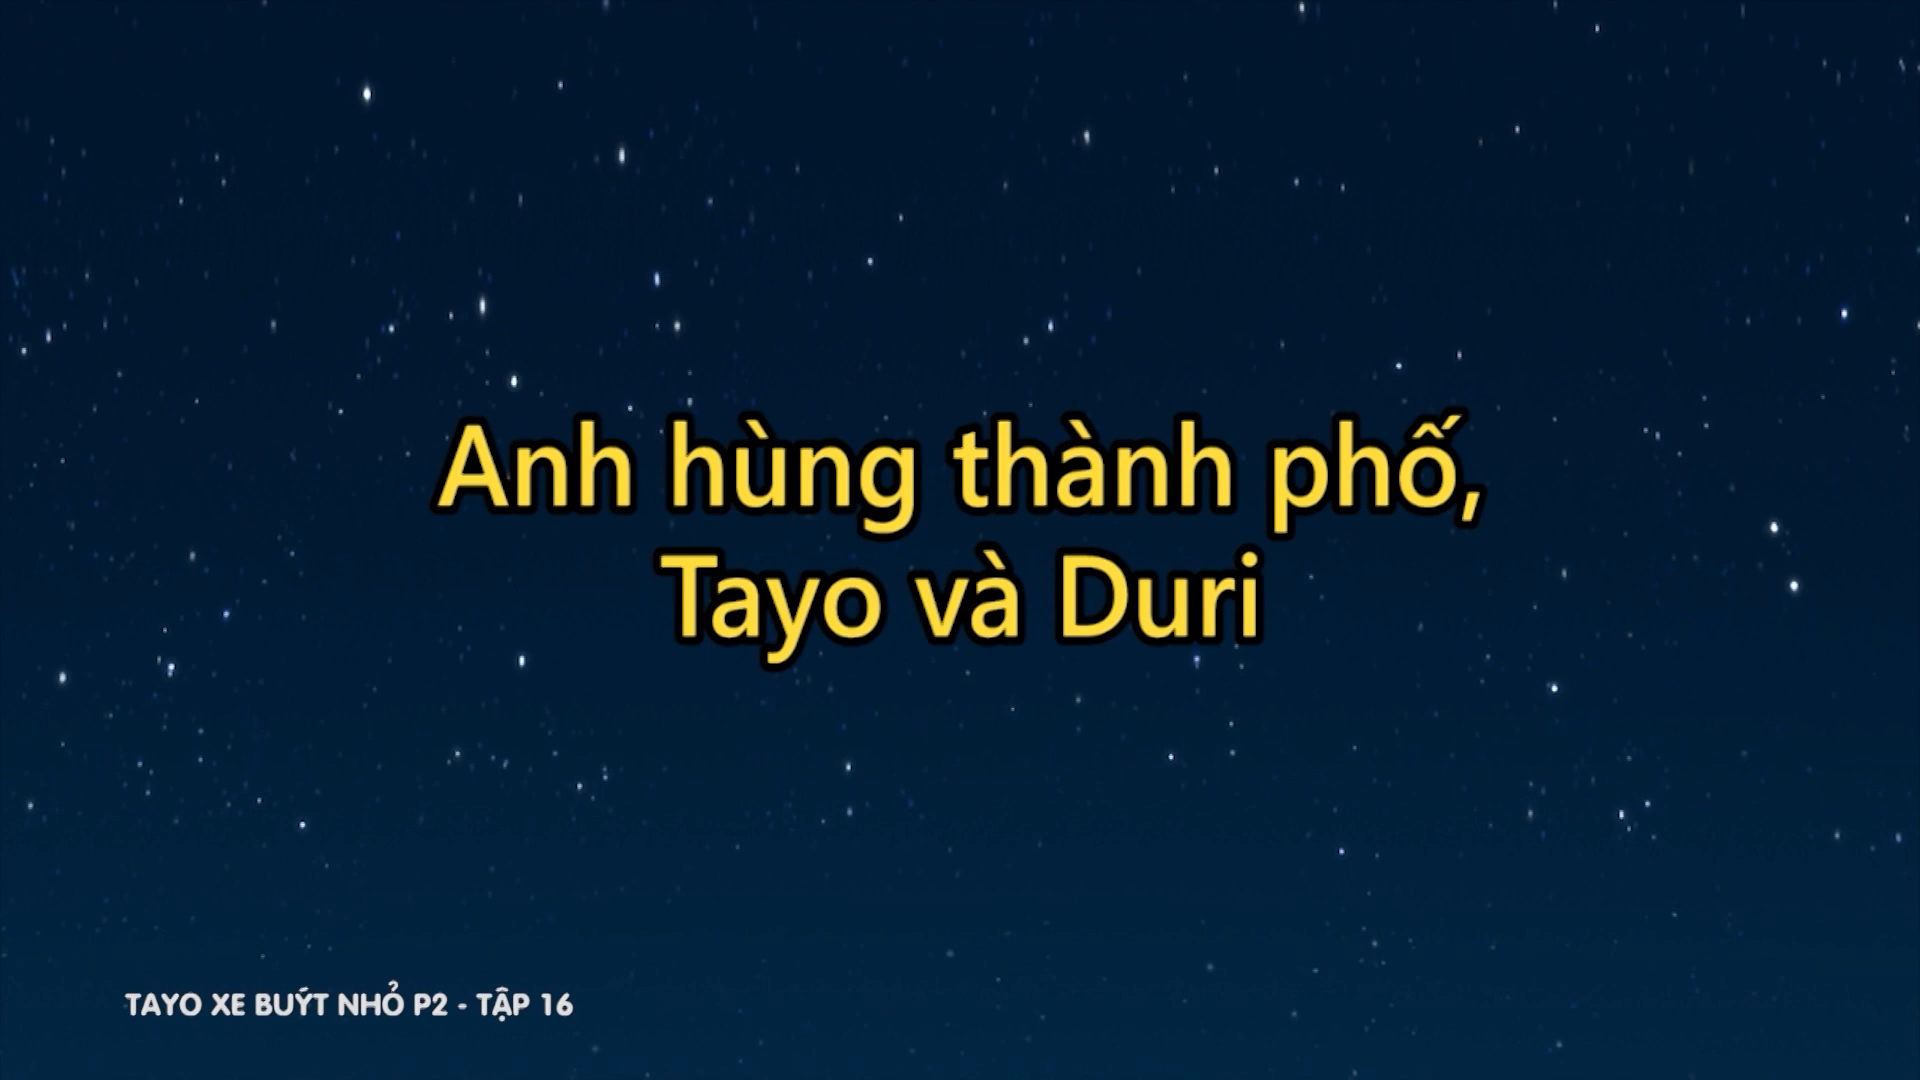 Anh hùng thành phố,
Tayo và Duri
TAYO XE BUÝT NHỎ P2 - TẬP 16